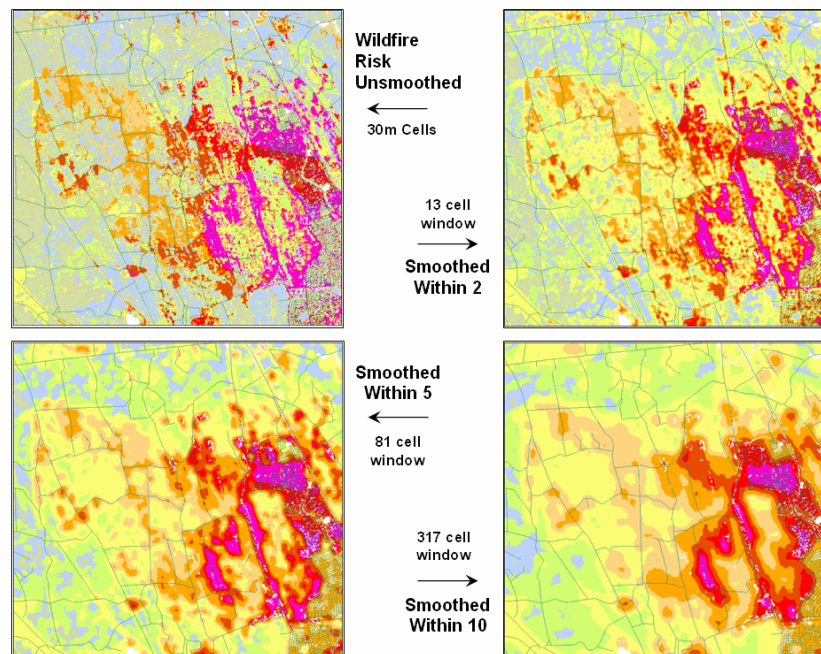 Wildfire
Risk
Unsmoothed
30m Cells
13 cell
window
Smoothed
Within 2
Smoothed
Within 5
81 cell
window
317 cell
window
Smoothed
Within 10